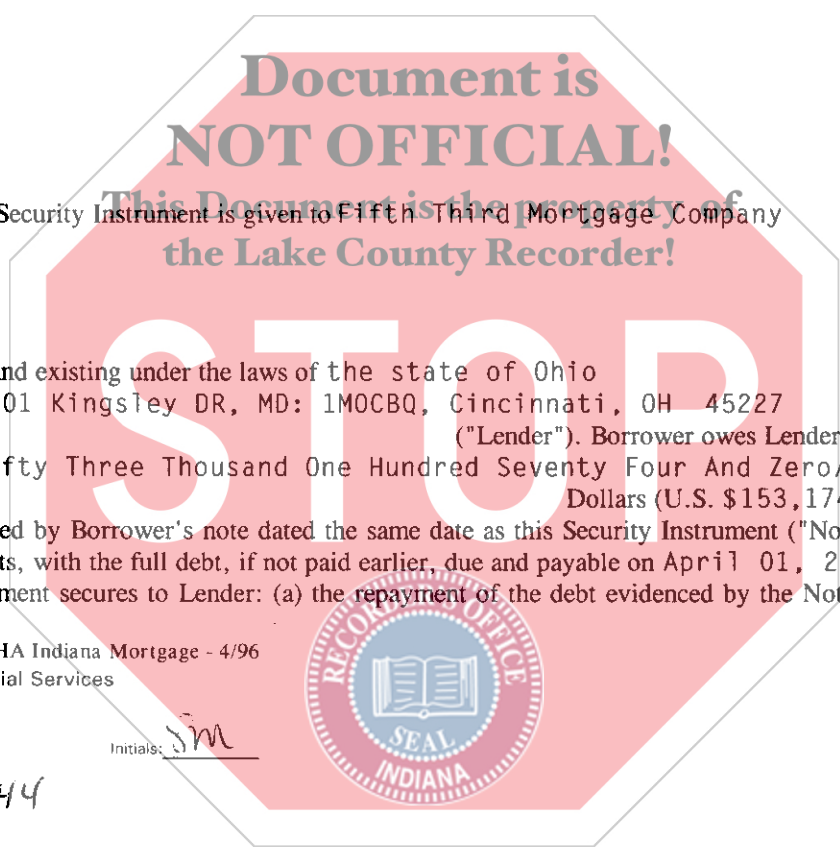 Document is
NOT OFFICIAL!
This Document is the property of
the Lake County Recorder!
STOP
Security Instrument is given to Fifth Third Mortgage Company
nd existing under the laws of the state of Ohio
01 Kingsley DR, MD: 1MOCBQ, Cincinnati, OH 45227
("Lender"). Borrower owes Lender
fty Three Thousand One Hundred Seventy Four And Zero/
Dollars (U.S. $153,174
ed by Borrower's note dated the same date as this Security Instrument ("No
ts, with the full debt, if not paid earlier, due and payable on April 01, 2
ment secures to Lender: (a) the repayment of the debt evidenced by the Not
HA Indiana Mortgage - 4/96
ial Services
Initials:
44
RECORDER'S OFFICE
SEAL
INDIANA